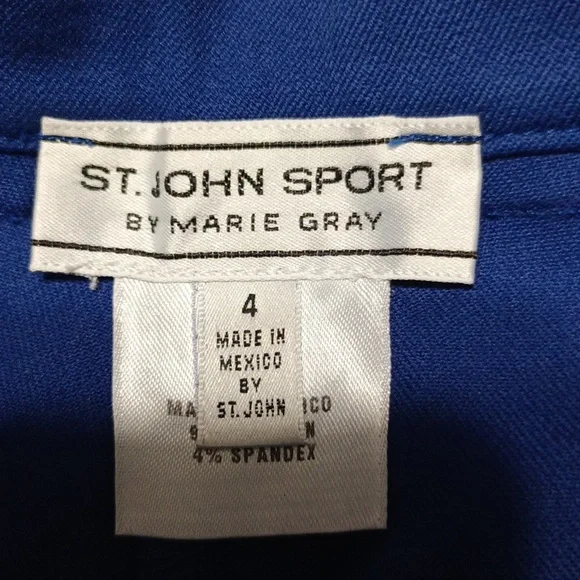 ST. JOHN SPORT
BY MARIE GRAY
4
MADE IN
MEXICO
BY
ST. JOHN
4% SPANDEX